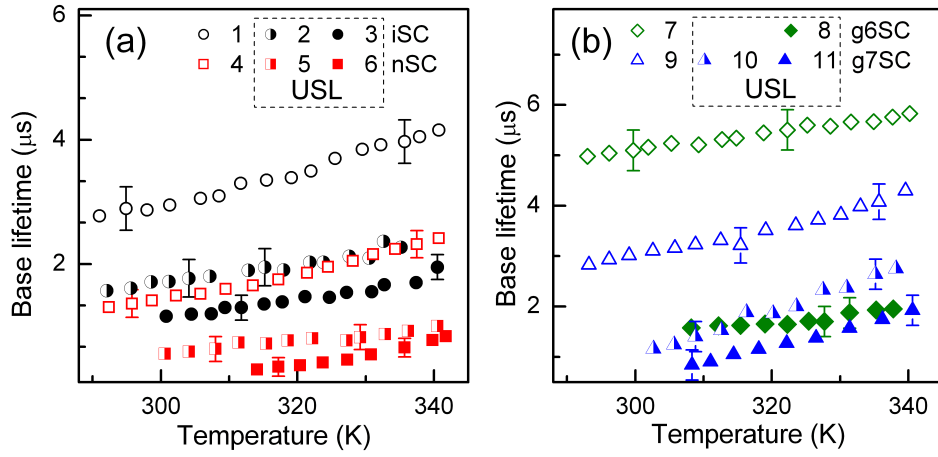 (a)
1 2 3 iSC
4 5 6 nSC
USL
6
4
2
Base lifetime (μs)
300 320 340
Temperature (K)
(b)
7 8 g6SC
9 10 11 g7SC
USL
6
4
2
Base lifetime (μs)
300 320 340
Temperature (K)